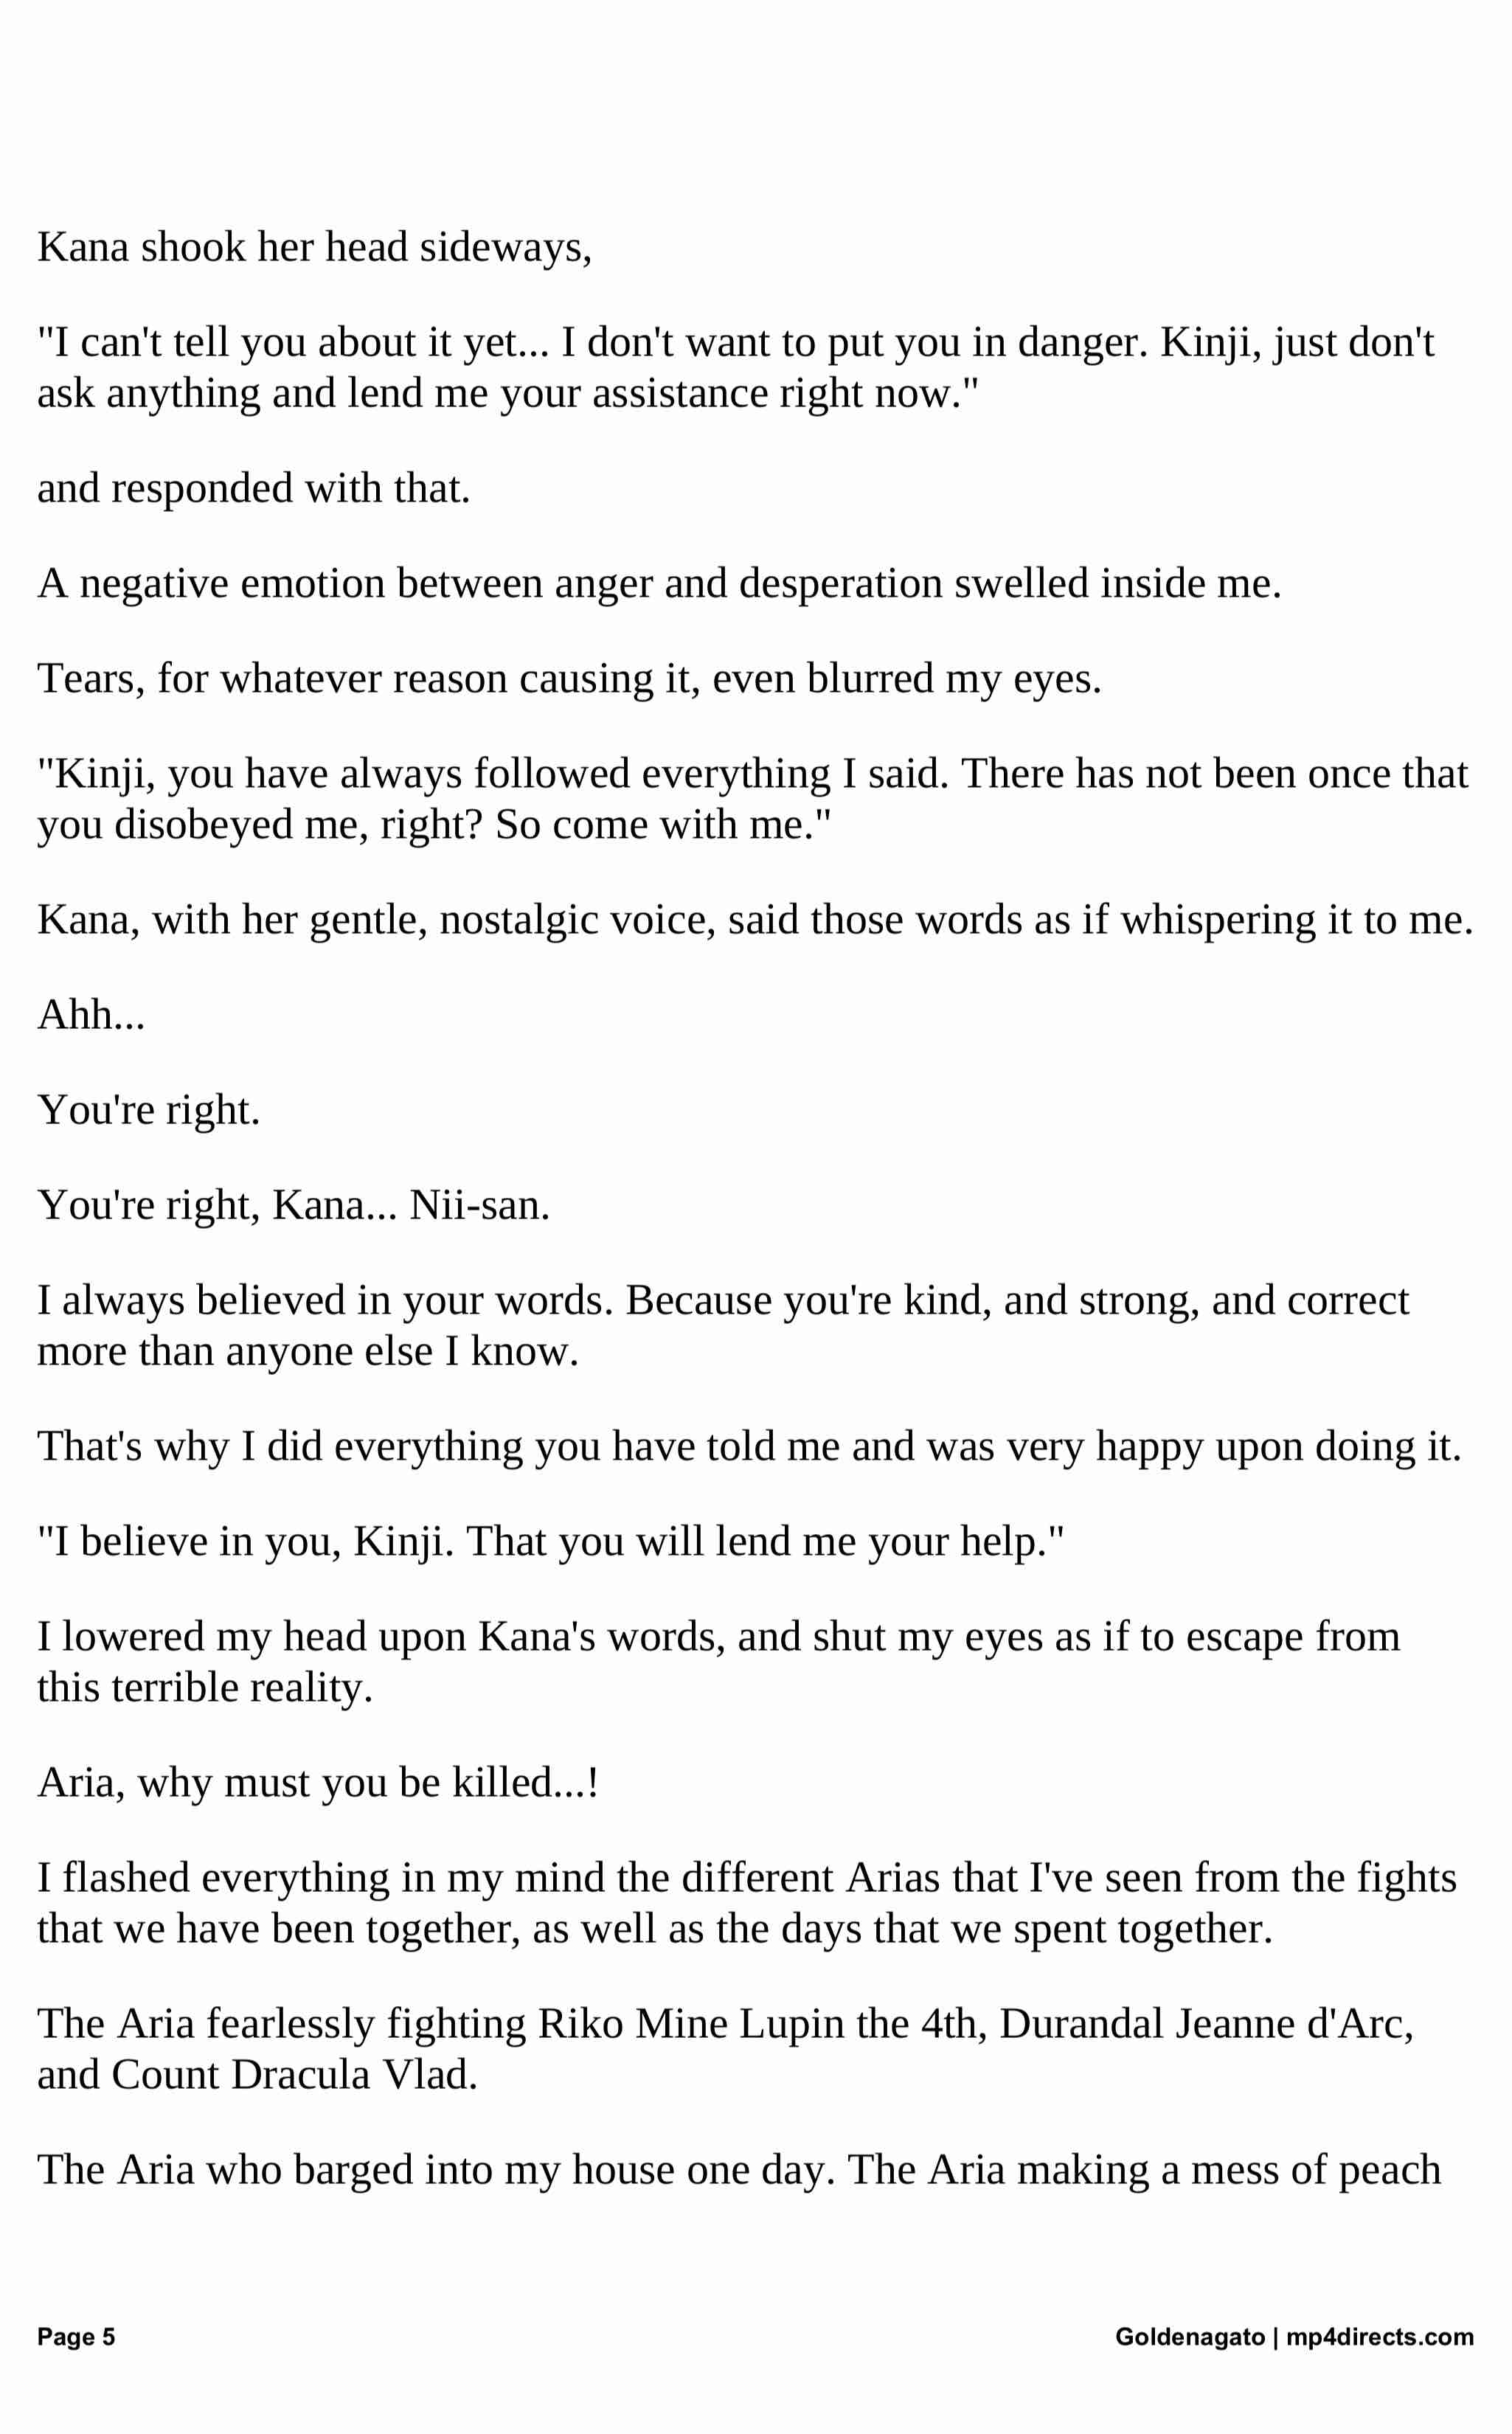 Kana shook her head sideways,
"I can't tell you about it yet... I don't want to put you in danger. Kinji, just don't
ask anything and lend me your assistance right now."
and responded with that.
A negative emotion between anger and desperation swelled inside me.
Tears, for whatever reason causing it, even blurred my eyes.
"Kinji, you have always followed everything I said. There has not been once that
you disobeyed me, right? So come with me."
Kana, with her gentle, nostalgic voice, said those words as if whispering it to me.
Ahh...
You're right.
You're right, Kana... Nii-san.
I always believed in your words. Because you're kind, and strong, and correct
more than anyone else I know.
That's why I did everything you have told me and was very happy upon doing it.
"I believe in you, Kinji. That you will lend me your help."
I lowered my head upon Kana's words, and shut my eyes as if to escape from
this terrible reality.
Aria, why must you be killed...!
I flashed everything in my mind the different Arias that I've seen from the fights
that we have been together, as well as the days that we spent together.
The Aria fearlessly fighting Riko Mine Lupin the 4th, Durandal Jeanne d'Arc,
and Count Dracula Vlad.
The Aria who barged into my house one day. The Aria making a mess of peach
Page 5
Goldenagato | mp4directs.com